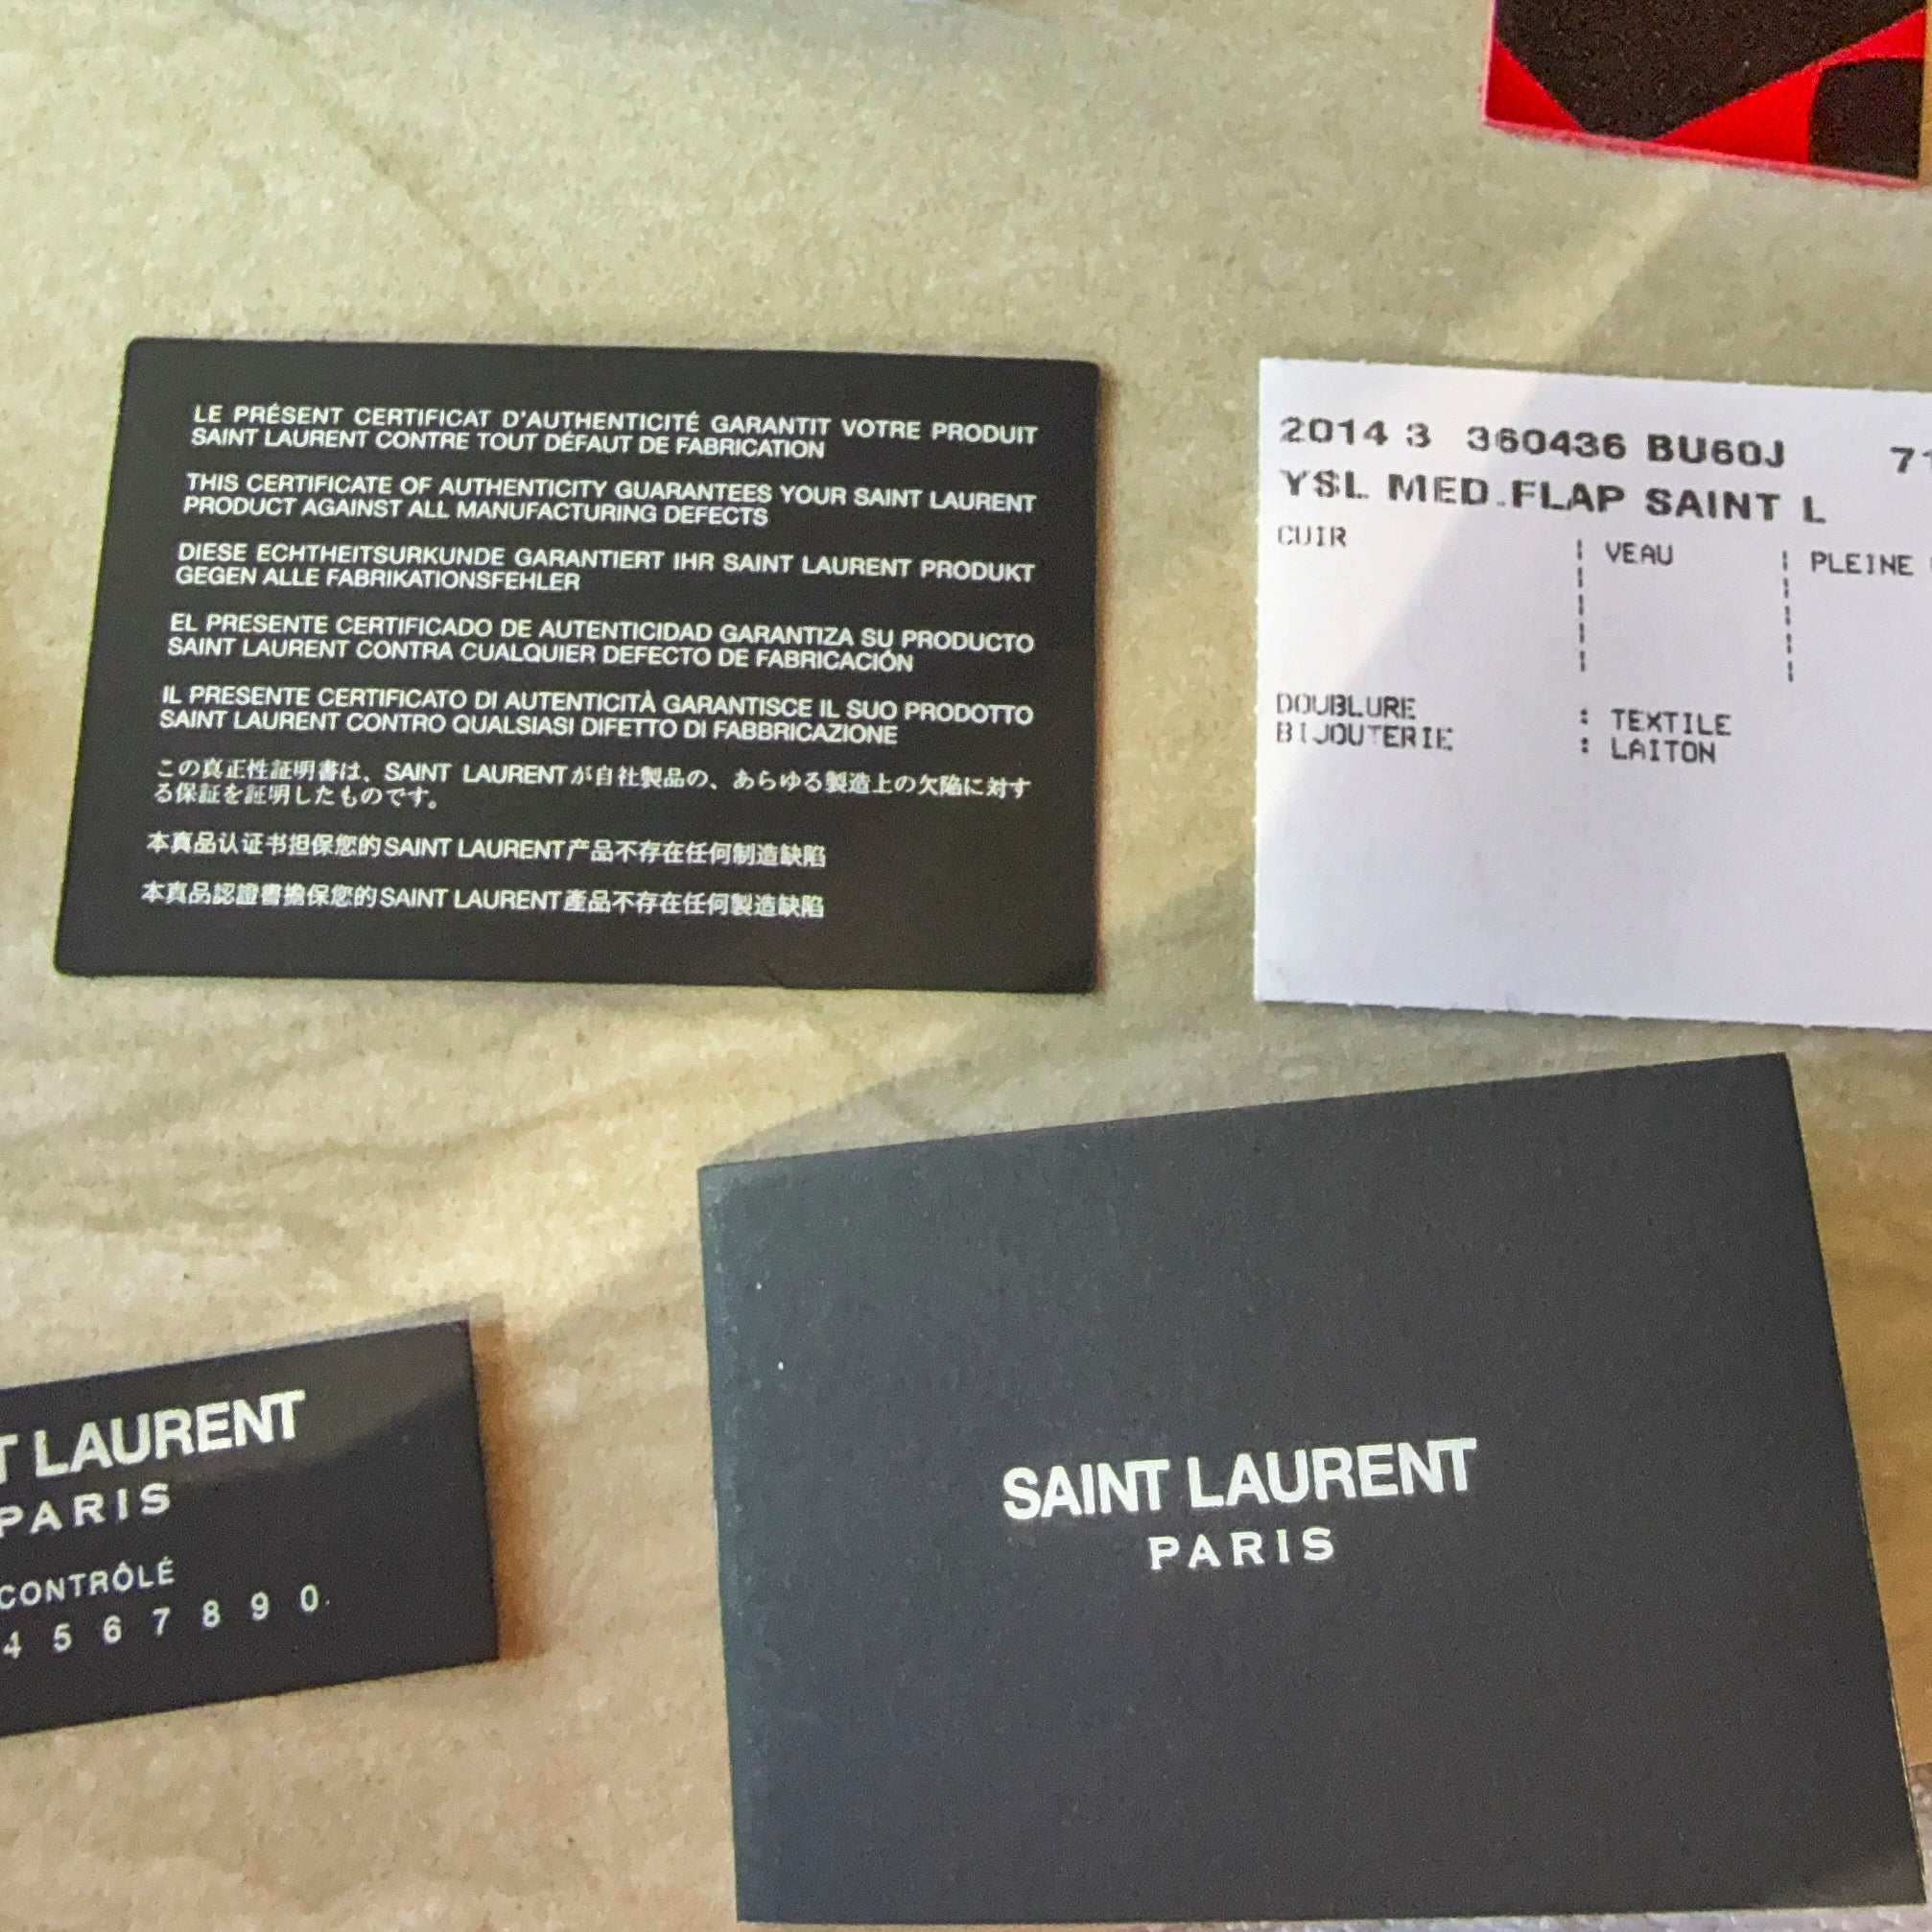 LE PRÉSENT CERTIFICAT D'AUTHENTICITÉ GARANTIT VOTRE PRODUIT
SAINT LAURENT CONTRE TOUT DÉFAUT DE FABRICATION
THIS CERTIFICATE OF AUTHENTICITY GUARANTEES YOUR SAINT LAURENT
PRODUCT AGAINST ALL MANUFACTURING DEFECTS
DIESE ECHTHEITSURKUNDE GARANTIERT IHR SAINT LAURENT PRODUKT
GEGEN ALLE FABRIKATIONSFEHLER
EL PRESENTE CERTIFICADO DE AUTENTICIDAD GARANTIZA SU PRODUCTO
SAINT LAURENT CONTRA CUALQUIER DEFECTO DE FABRICACIÓN
IL PRESENTE CERTIFICATO DI AUTENTICITÀ GARANTISCE IL SUO PRODOTTO
SAINT LAURENT CONTRO QUALSIASI DIFETTO DI FABBRICAZIONE
この真正性証明書は、SAINT LAURENTが自社製品の、あらゆる製造上の欠陥に対す
る保証を証明したものです。
本真品认证书担保您的SAINT LAURENT产品不存在任何制造缺陷
本真品認證書擔保您的SAINT LAURENT產品不存在任何製造缺陷
2014 3 360436 BU60J 71
YSL MED.FLAP SAINT L
CUIR | VEAU | PLEINE
DOUBLURE : TEXTILE
BIJOUTERIE : LAITON
T LAURENT
PARIS
CONTRÔLÉ
4 5 6 7 8 9 0
SAINT LAURENT
PARIS